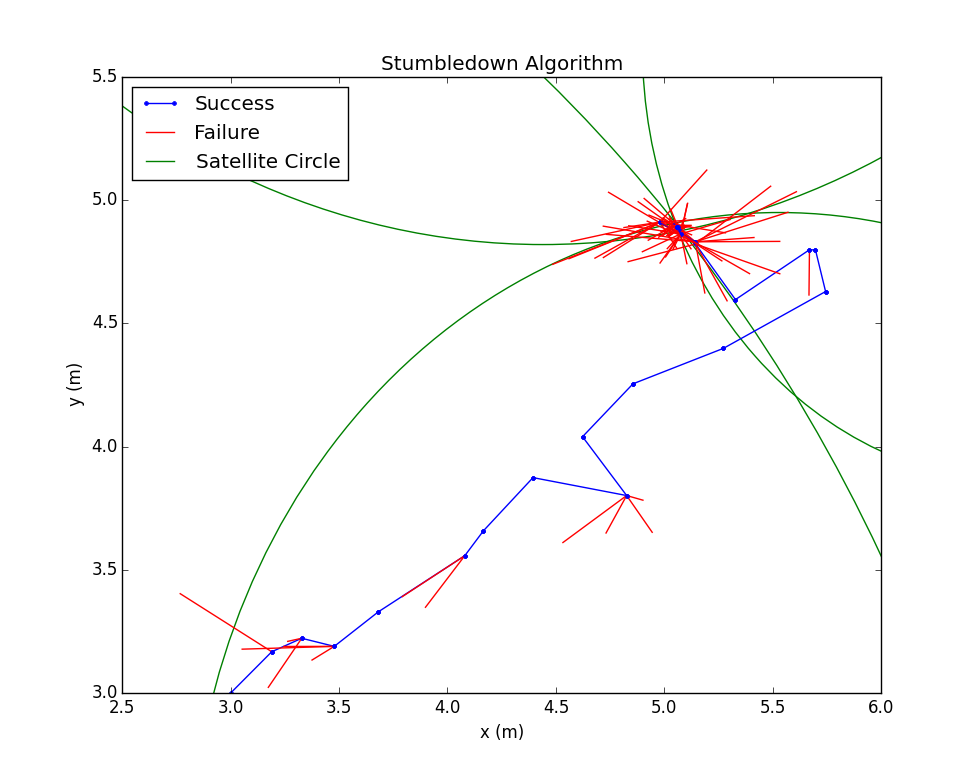 Stumbledown Algorithm
5.5
5.0
4.5
4.0
3.5
3.0
y (m)
Success
Failure
Satellite Circle
2.5 3.0 3.5 4.0 4.5 5.0 5.5 6.0
x (m)